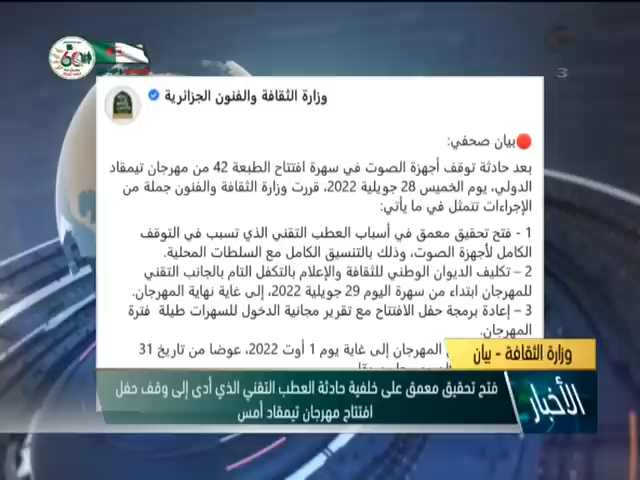 60
3
وزارة الثقافة والفنون الجزائرية
بيان صحفي:
بعد حادثة توقف أجهزة الصوت في سهرة افتتاح الطبعة 42 من مهرجان تيمقاد
الدولي، يوم الخميس 28 جويلية 2022، قررت وزارة الثقافة والفنون جملة من
الإجراءات تتمثل في ما يأتي:
1 - فتح تحقيق معمق في أسباب العطب التقني الذي تسبب في التوقف
الكامل لأجهزة الصوت، وذلك بالتنسيق الكامل مع السلطات المحلية.
2 – تكليف الديوان الوطني للثقافة والإعلام بالتكفل التام بالجانب التقني
للمهرجان ابتداء من سهرة اليوم 29 جويلية 2022، إلى غاية نهاية المهرجان.
3 – إعادة برمجة حفل الافتتاح مع تقرير مجانية الدخول للسهرات طيلة فترة
المهرجان.
المهرجان إلى غاية يوم 1 أوت 2022، عوضا من تاريخ 31
وزارة الثقافة - بيان
فتح تحقيق معمق على خلفية حادثة العطب التقني الذي أدى إلى وقف حفل
افتتاح مهرجان تيمقاد أمس
الأخبار